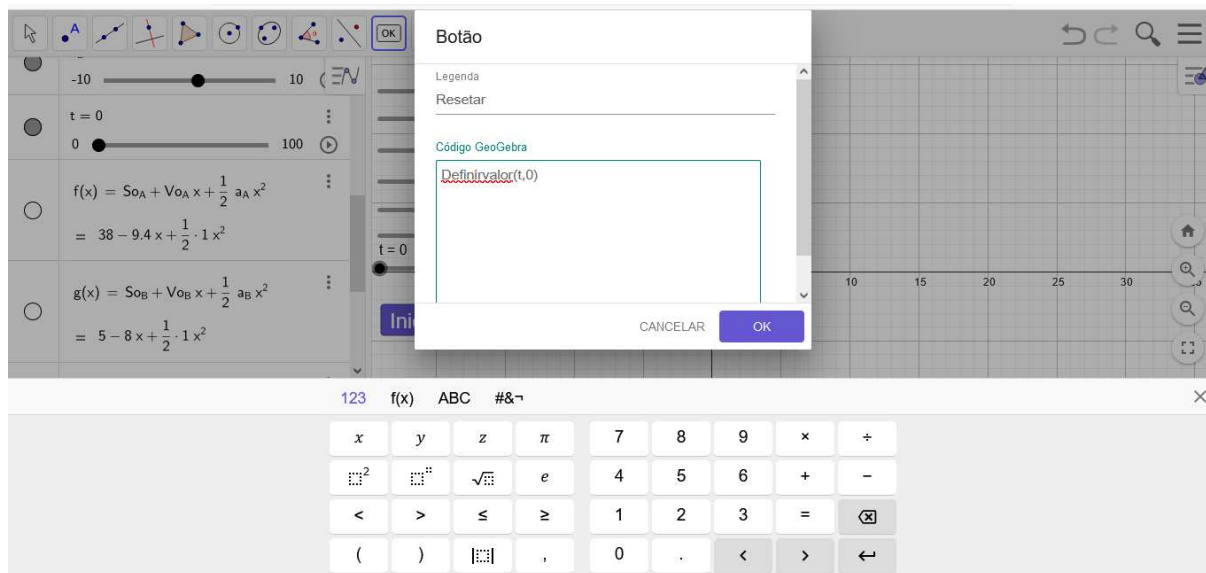 A
OK
Botão
-10 10
Legenda
Resetar
t = 0
0 100
Código GeoGebra
Definirvalor(t,0)
f(x) = So_A + Vo_A x + 1/2 a_A x²
= 38 − 9.4 x + 1/2 · 1 x²
t = 0
g(x) = So_B + Vo_B x + 1/2 a_B x²
= 5 − 8 x + 1/2 · 1 x²
10 15 20 25 30
Ini
CANCELAR OK
123 f(x) ABC #&¬
x y z π 7 8 9 × ÷
e 4 5 6 + −
< > ≤ ≥ 1 2 3 =
( ) , 0 . < >